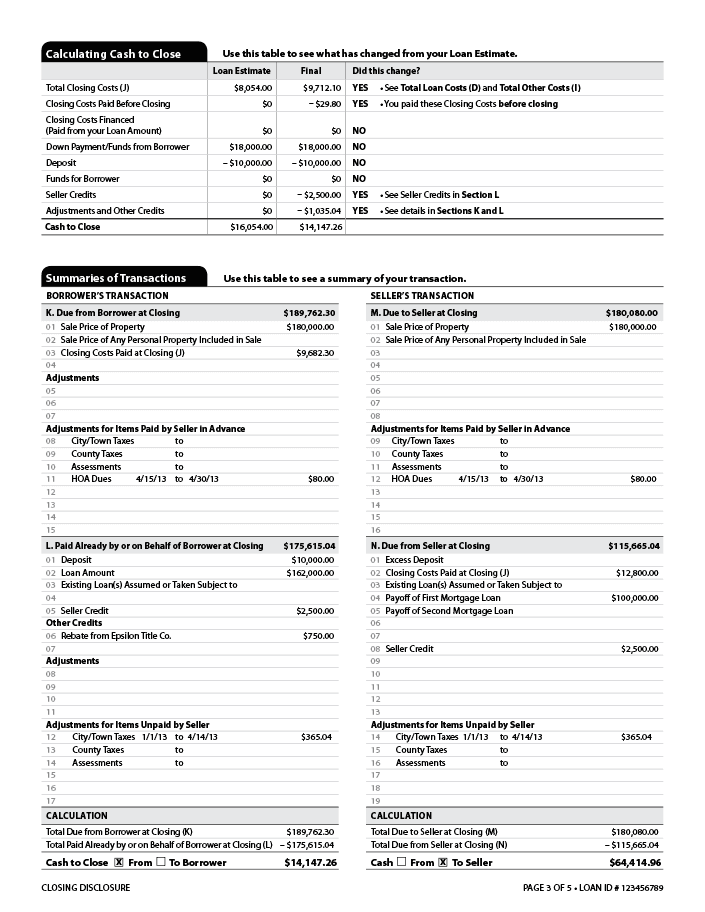 Calculating Cash to Close Use this table to see what has changed from your Loan Estimate.
Loan Estimate Final Did this change?
Total Closing Costs (J) $8,054.00 $9,712.10 YES • See Total Loan Costs (D) and Total Other Costs (I)
Closing Costs Paid Before Closing $0 – $29.80 YES • You paid these Closing Costs before closing
Closing Costs Financed
(Paid from your Loan Amount) $0 $0 NO
Down Payment/Funds from Borrower $18,000.00 $18,000.00 NO
Deposit – $10,000.00 – $10,000.00 NO
Funds for Borrower $0 $0 NO
Seller Credits $0 – $2,500.00 YES • See Seller Credits in Section L
Adjustments and Other Credits $0 – $1,035.04 YES • See details in Sections K and L
Cash to Close $16,054.00 $14,147.26
Summaries of Transactions Use this table to see a summary of your transaction.
BORROWER'S TRANSACTION
K. Due from Borrower at Closing $189,762.30
01 Sale Price of Property $180,000.00
02 Sale Price of Any Personal Property Included in Sale
03 Closing Costs Paid at Closing (J) $9,682.30
04
Adjustments
05
06
07
Adjustments for Items Paid by Seller in Advance
08 City/Town Taxes to
09 County Taxes to
10 Assessments to
11 HOA Dues 4/15/13 to 4/30/13 $80.00
12
13
14
15
L. Paid Already by or on Behalf of Borrower at Closing $175,615.04
01 Deposit $10,000.00
02 Loan Amount $162,000.00
03 Existing Loan(s) Assumed or Taken Subject to
04
05 Seller Credit $2,500.00
Other Credits
06 Rebate from Epsilon Title Co. $750.00
07
Adjustments
08
09
10
11
Adjustments for Items Unpaid by Seller
12 City/Town Taxes 1/1/13 to 4/14/13 $365.04
13 County Taxes to
14 Assessments to
15
16
17
CALCULATION
Total Due from Borrower at Closing (K) $189,762.30
Total Paid Already by or on Behalf of Borrower at Closing (L) – $175,615.04
Cash to Close X From To Borrower $14,147.26
SELLER'S TRANSACTION
M. Due to Seller at Closing $180,080.00
01 Sale Price of Property $180,000.00
02 Sale Price of Any Personal Property Included in Sale
03
04
05
06
07
08
Adjustments for Items Paid by Seller in Advance
09 City/Town Taxes to
10 County Taxes to
11 Assessments to
12 HOA Dues 4/15/13 to 4/30/13 $80.00
13
14
15
16
N. Due from Seller at Closing $115,665.04
01 Excess Deposit
02 Closing Costs Paid at Closing (J) $12,800.00
03 Existing Loan(s) Assumed or Taken Subject to
04 Payoff of First Mortgage Loan $100,000.00
05 Payoff of Second Mortgage Loan
06
07
08 Seller Credit $2,500.00
09
10
11
12
13
Adjustments for Items Unpaid by Seller
14 City/Town Taxes 1/1/13 to 4/14/13 $365.04
15 County Taxes to
16 Assessments to
17
18
19
CALCULATION
Total Due to Seller at Closing (M) $180,080.00
Total Due from Seller at Closing (N) – $115,665.04
Cash From X To Seller $64,414.96
CLOSING DISCLOSURE PAGE 3 OF 5 • LOAN ID # 123456789